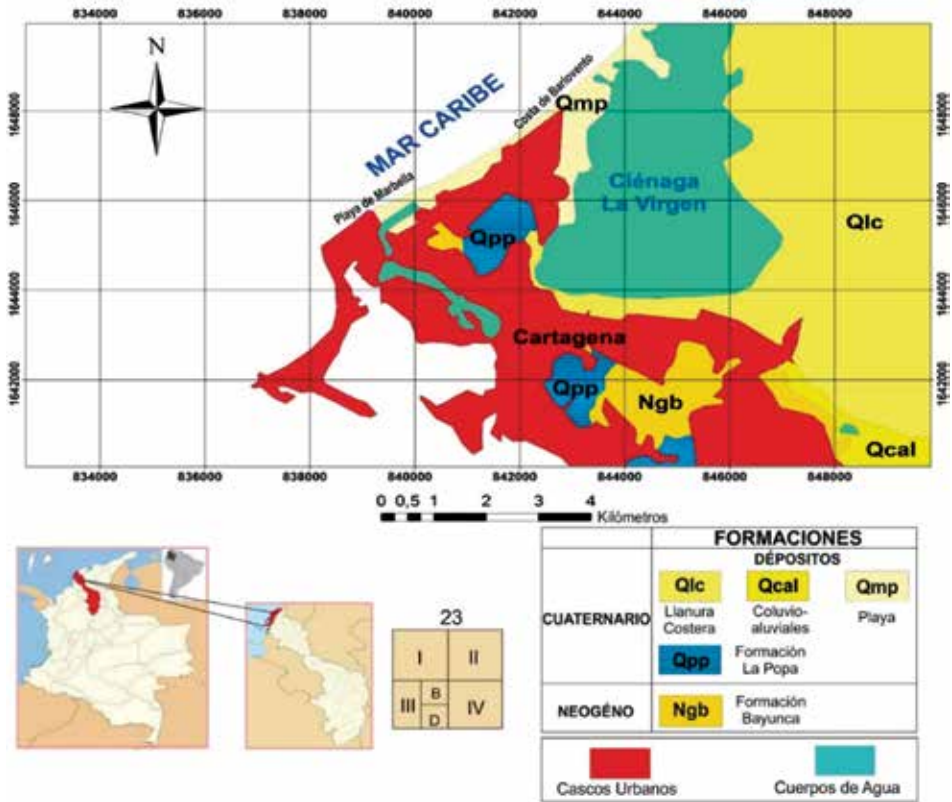 834000 836000 838000 840000 842000 844000 846000 848000
N
1648000
1646000
1644000
1642000
MAR CARIBE
Costa de Barlovento
Playa de Marbella
Qmp
Ciénaga
La Virgen
Qlc
Qpp
Cartagena
Qpp
Ngb
Qcal
1648000
1646000
1644000
1642000
834000 836000 838000 840000 842000 844000 846000 848000
0 0,5 1 2 3 4
Kilómetros
23
I II
III B IV
D
FORMACIONES
DÉPOSITOS
CUATERNARIO
Qlc Qcal Qmp
Llanura Coluvio- Playa
Costera aluviales
Qpp Formación
La Popa
NEOGÉNO
Ngb Formación
Bayunca
Cascos Urbanos Cuerpos de Agua